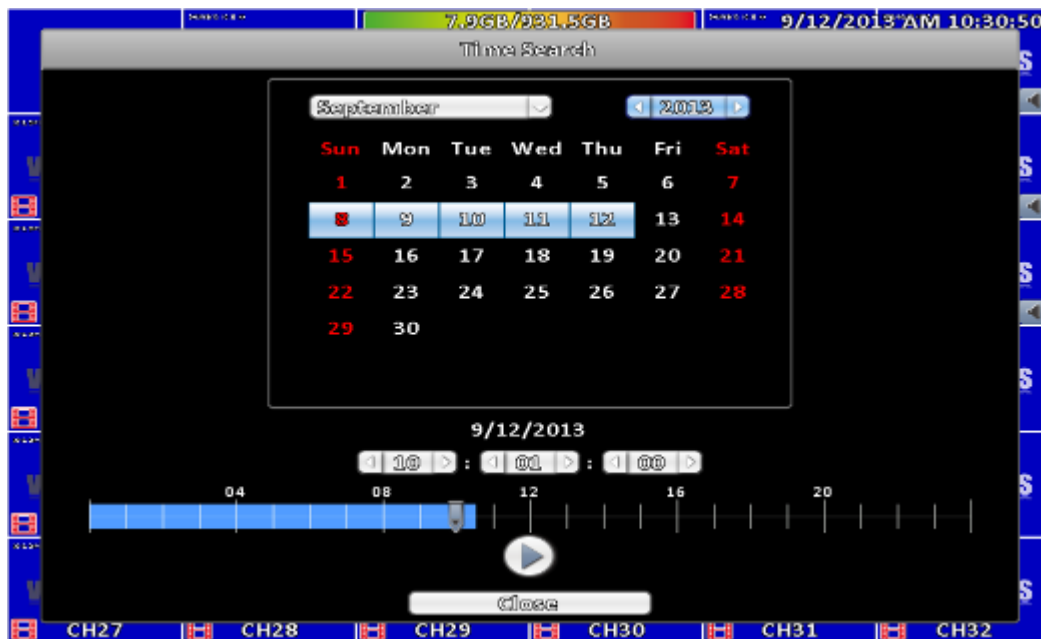 7.9GB/931.5GB
9/12/2013 AM 10:30:50
Time Search
September 2013
Sun Mon Tue Wed Thu Fri Sat
1 2 3 4 5 6 7
8 9 10 11 12 13 14
15 16 17 18 19 20 21
22 23 24 25 26 27 28
29 30
9/12/2013
10 : 01 : 00
04 08 12 16 20
Close
CH27 CH28 CH29 CH30 CH31 CH32